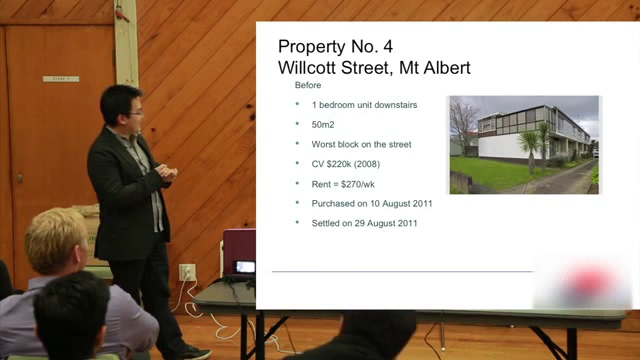 Property No. 4
Willcott Street, Mt Albert
Before
• 1 bedroom unit downstairs
• 50m2
• Worst block on the street
• CV $220k (2008)
• Rent = $270/wk
• Purchased on 10 August 2011
• Settled on 29 August 2011